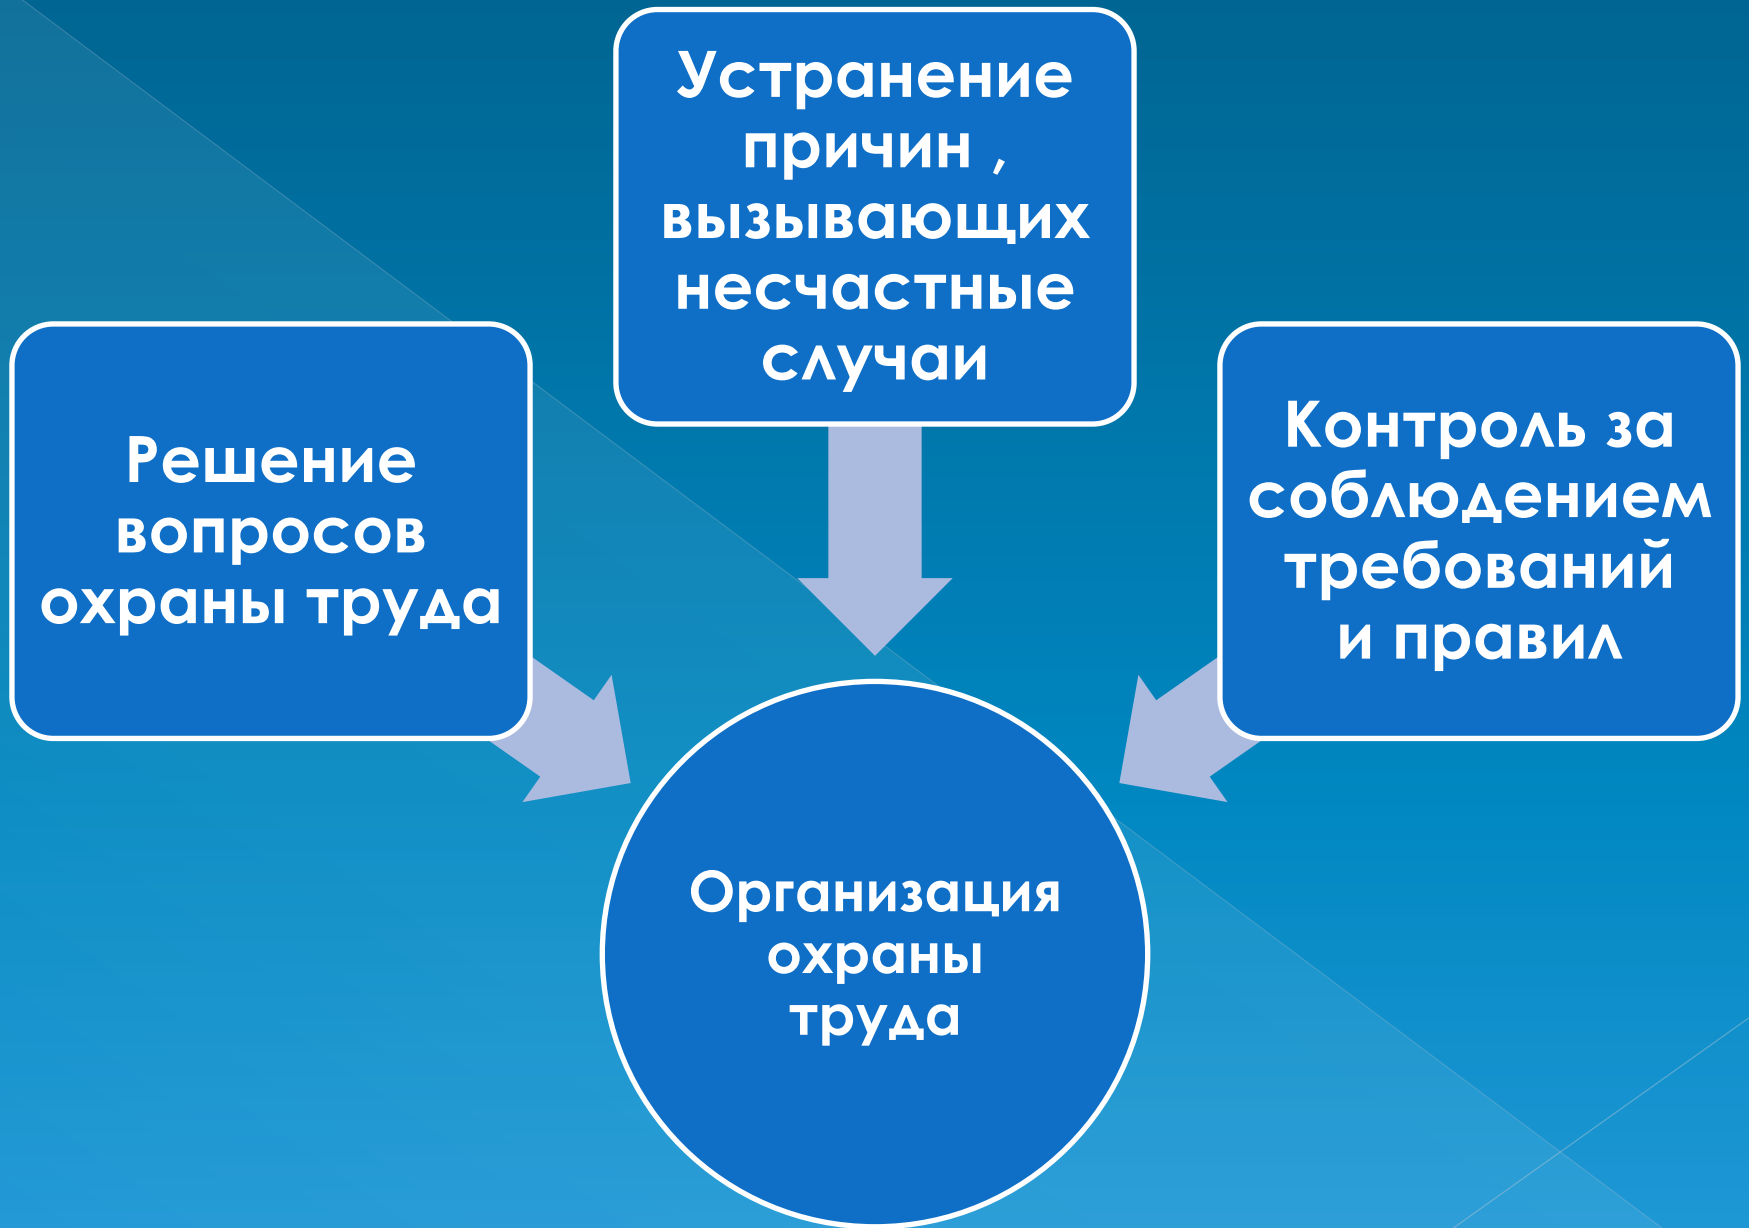 Устранение
причин ,
вызывающих
несчастные
случаи
Решение
вопросов
охраны труда
Контроль за
соблюдением
требований
и правил
Организация
охраны
труда